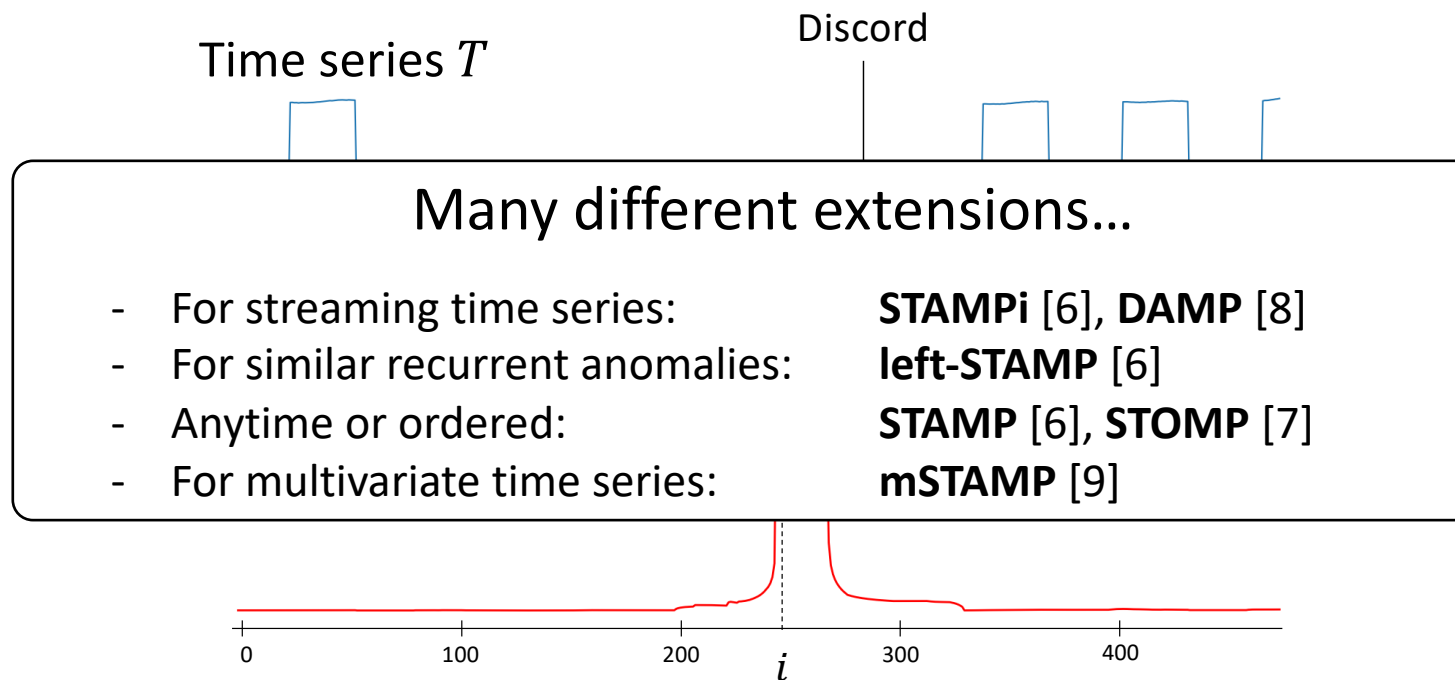 Discord
Time series T
Many different extensions...
- For streaming time series: STAMPi [6], DAMP [8]
- For similar recurrent anomalies: left-STAMP [6]
- Anytime or ordered: STAMP [6], STOMP [7]
- For multivariate time series: mSTAMP [9]
0 100 200 300 400
i